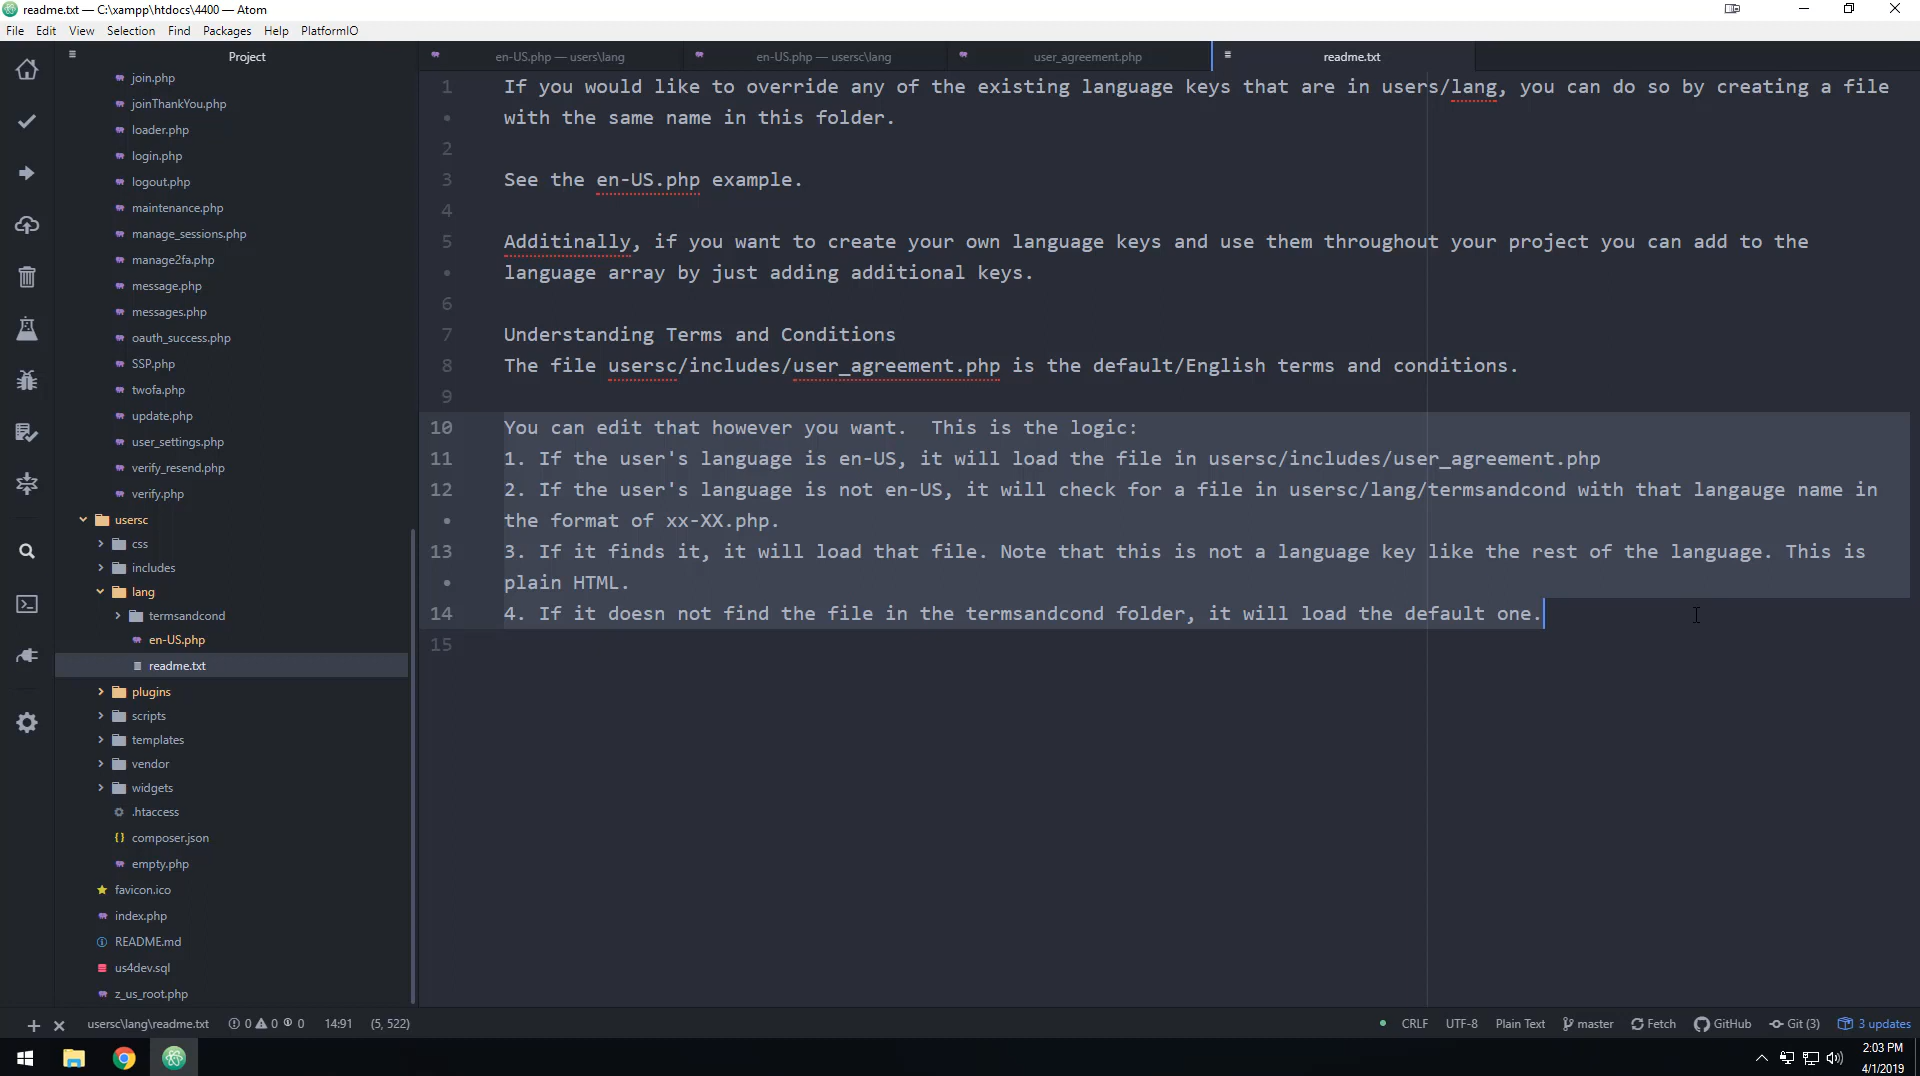 readme.txt — C:\xampp\htdocs\4400 — Atom
File Edit View Selection Find Packages Help PlatformIO
Project
join.php
joinThankYou.php
loader.php
login.php
logout.php
maintenance.php
manage_sessions.php
manage2fa.php
message.php
messages.php
oauth_success.php
SSP.php
twofa.php
update.php
user_settings.php
verify_resend.php
verify.php
usersc
css
includes
lang
termsandcond
en-US.php
readme.txt
plugins
scripts
templates
vendor
widgets
.htaccess
composer.json
empty.php
favicon.ico
index.php
README.md
us4dev.sql
z_us_root.php
en-US.php — users\lang
en-US.php — usersc\lang
user_agreement.php
readme.txt
1 If you would like to override any of the existing language keys that are in users/lang, you can do so by creating a file
• with the same name in this folder.
2
3 See the en-US.php example.
4
5 Additinally, if you want to create your own language keys and use them throughout your project you can add to the
• language array by just adding additional keys.
6
7 Understanding Terms and Conditions
8 The file usersc/includes/user_agreement.php is the default/English terms and conditions.
9
10 You can edit that however you want.  This is the logic:
11 1. If the user's language is en-US, it will load the file in usersc/includes/user_agreement.php
12 2. If the user's language is not en-US, it will check for a file in usersc/lang/termsandcond with that langauge name in
• the format of xx-XX.php.
13 3. If it finds it, it will load that file. Note that this is not a language key like the rest of the language. This is
• plain HTML.
14 4. If it doesn not find the file in the termsandcond folder, it will load the default one.
15
usersc\lang\readme.txt 0 0 0 14:91 (5, 522)
CRLF UTF-8 Plain Text master Fetch GitHub Git (3) 3 updates
2:03 PM
4/1/2019